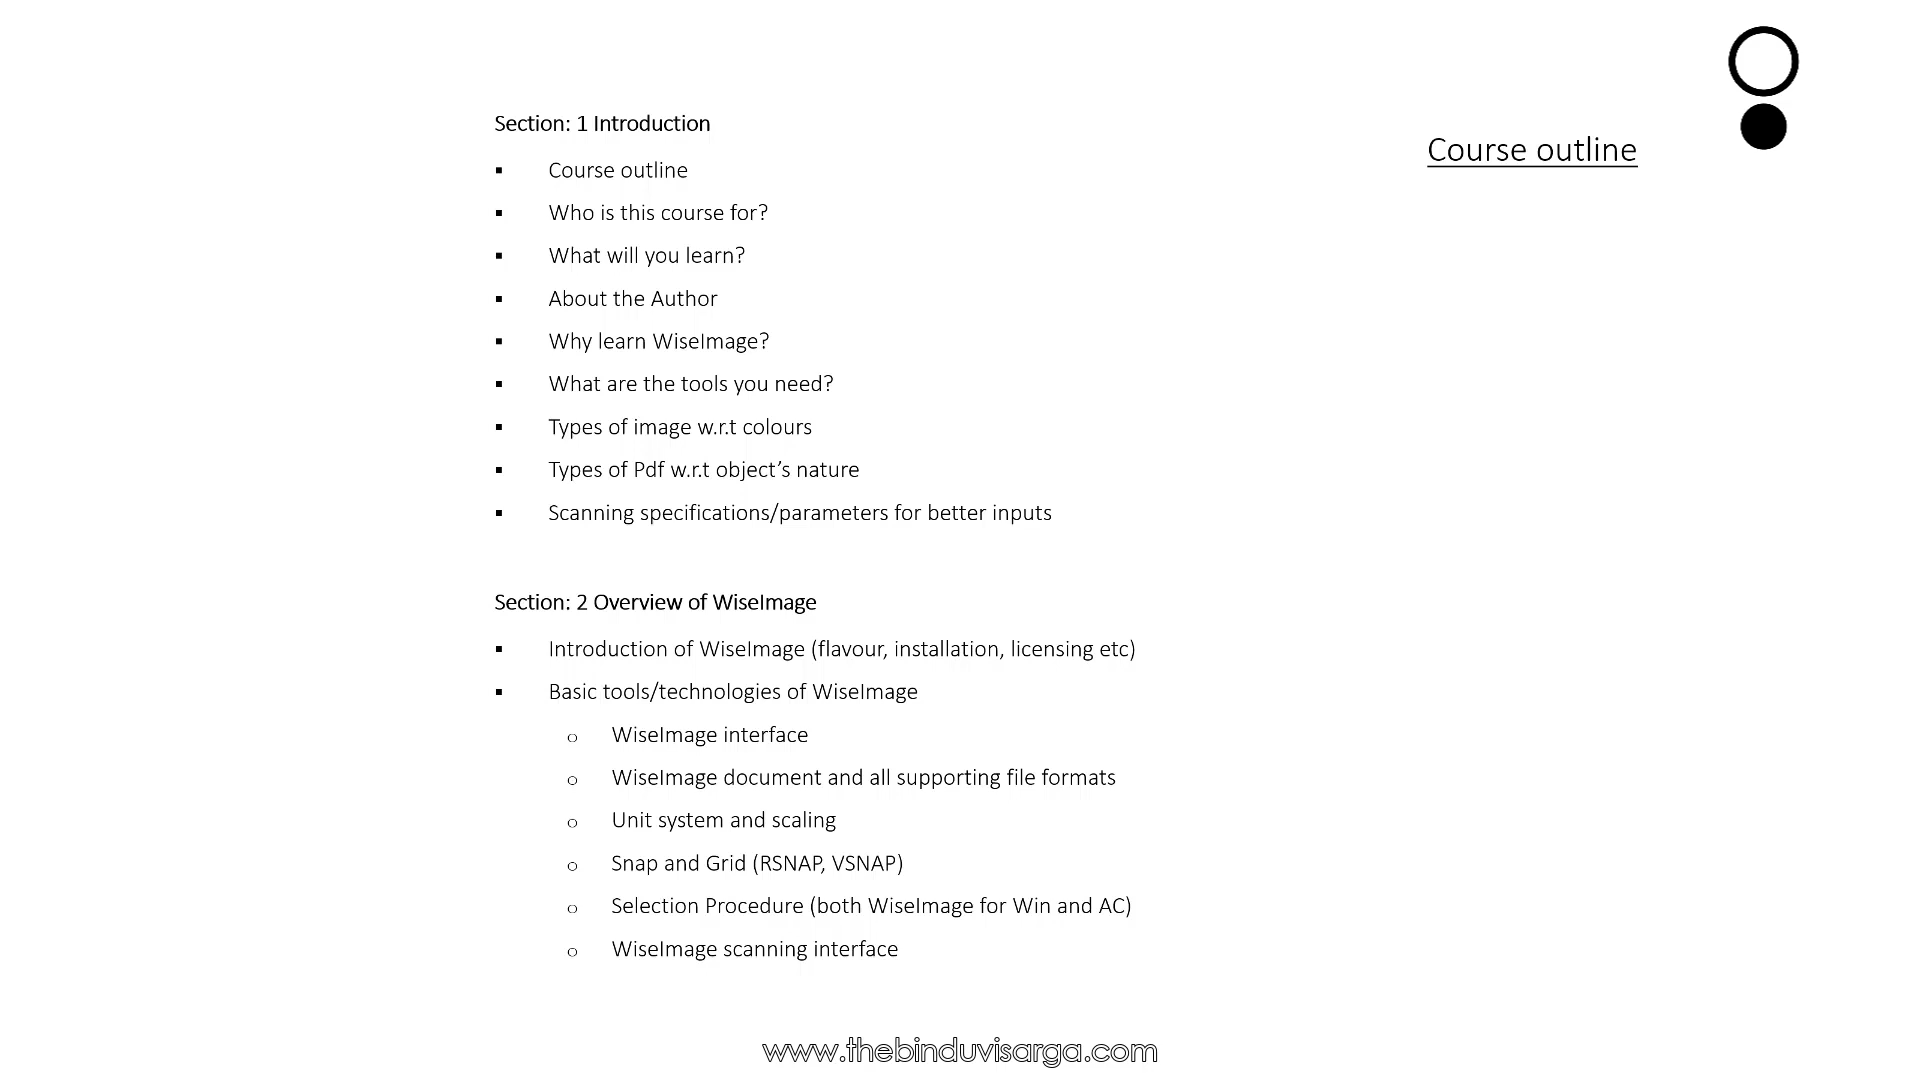 Course outline
Section: 1 Introduction
▪ Course outline
▪ Who is this course for?
▪ What will you learn?
▪ About the Author
▪ Why learn WiseImage?
▪ What are the tools you need?
▪ Types of image w.r.t colours
▪ Types of Pdf w.r.t object’s nature
▪ Scanning specifications/parameters for better inputs
Section: 2 Overview of WiseImage
▪ Introduction of WiseImage (flavour, installation, licensing etc)
▪ Basic tools/technologies of WiseImage
o WiseImage interface
o WiseImage document and all supporting file formats
o Unit system and scaling
o Snap and Grid (RSNAP, VSNAP)
o Selection Procedure (both WiseImage for Win and AC)
o WiseImage scanning interface
www.thebinduvisarga.com